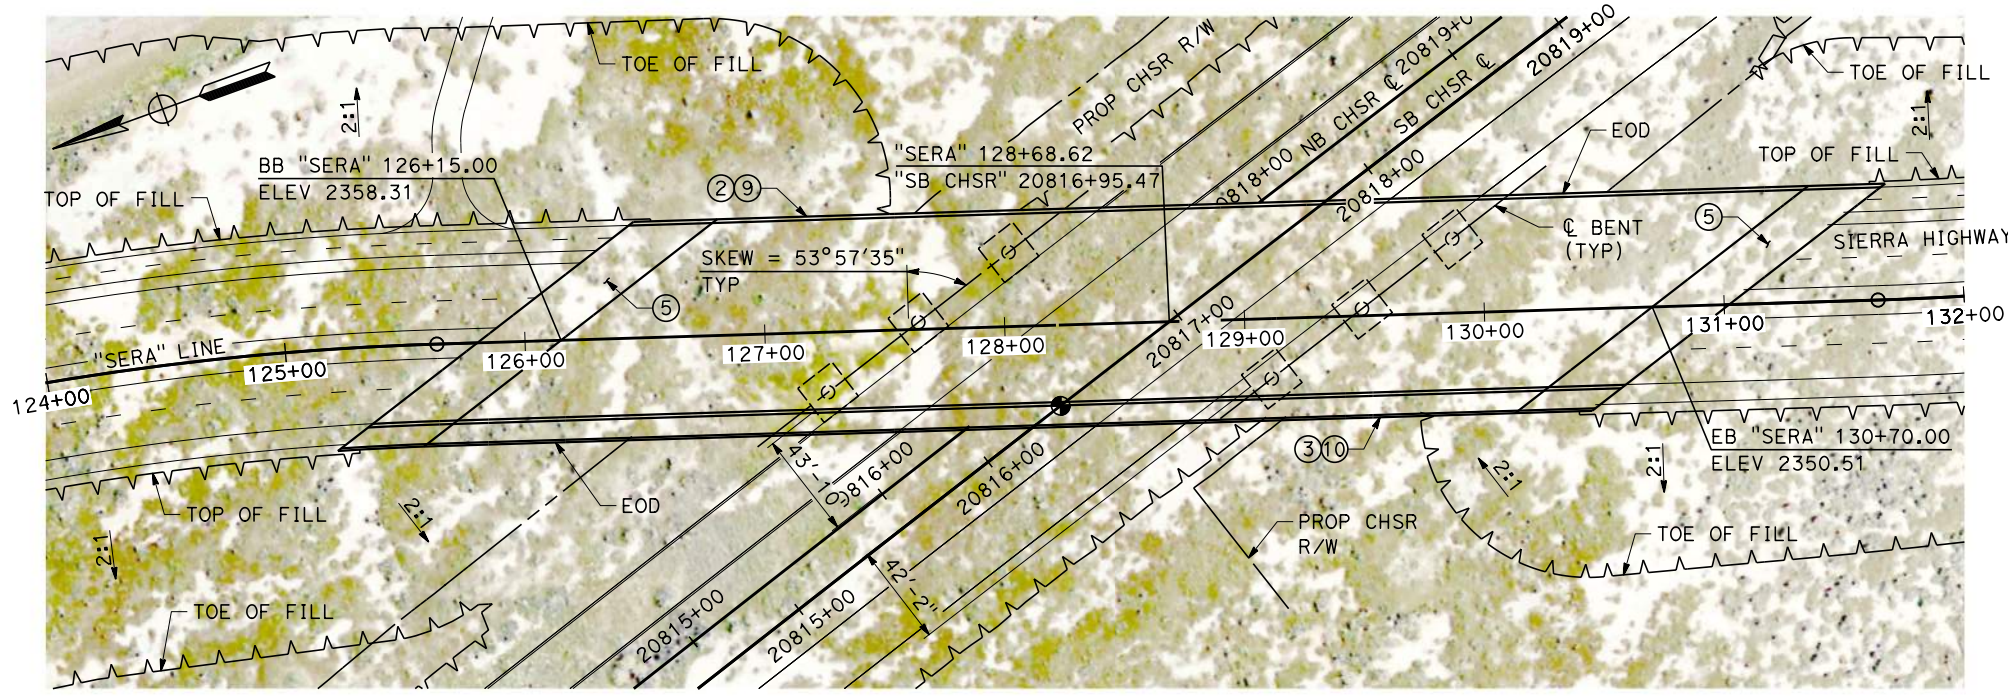 20819+00
20819+00
PROP CHSR R/W
TOE OF FILL
TOE OF FILL
NB CHSR ℄
SB CHSR ℄
2:1
2:1
EOD
BB "SERA" 126+15.00
ELEV 2358.31
"SERA" 128+68.62
"SB CHSR" 20816+95.47
TOP OF FILL
TOP OF FILL
2 9
20818+00
℄ BENT
(TYP)
5
SIERRA HIGHWAY
SKEW = 53°57'35"
TYP
5
"SERA" LINE
124+00
125+00
126+00
127+00
128+00
20817+00
129+00
130+00
131+00
132+00
3 10
EB "SERA" 130+70.00
ELEV 2350.51
43'-0"
20816+00
2:1
2:1
TOP OF FILL
2:1
EOD
PROP CHSR
R/W
TOE OF FILL
2:1
42'-2"
TOE OF FILL
20815+00
20815+00